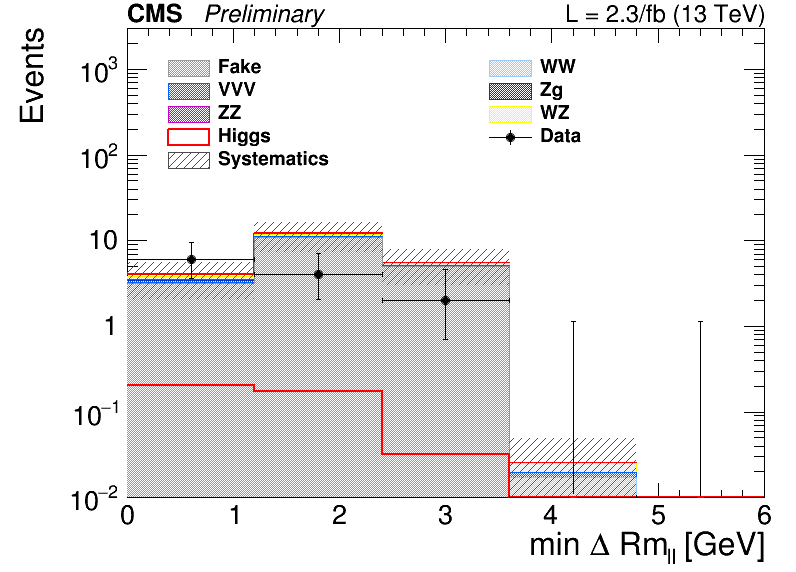 CMS Preliminary L = 2.3/fb (13 TeV)
Events
Fake WW
VVV Zg
ZZ WZ
Higgs Data
Systematics
10³
10²
10
1
10⁻¹
10⁻²
0 1 2 3 4 5 6
min Δ Rm_{||} [GeV]